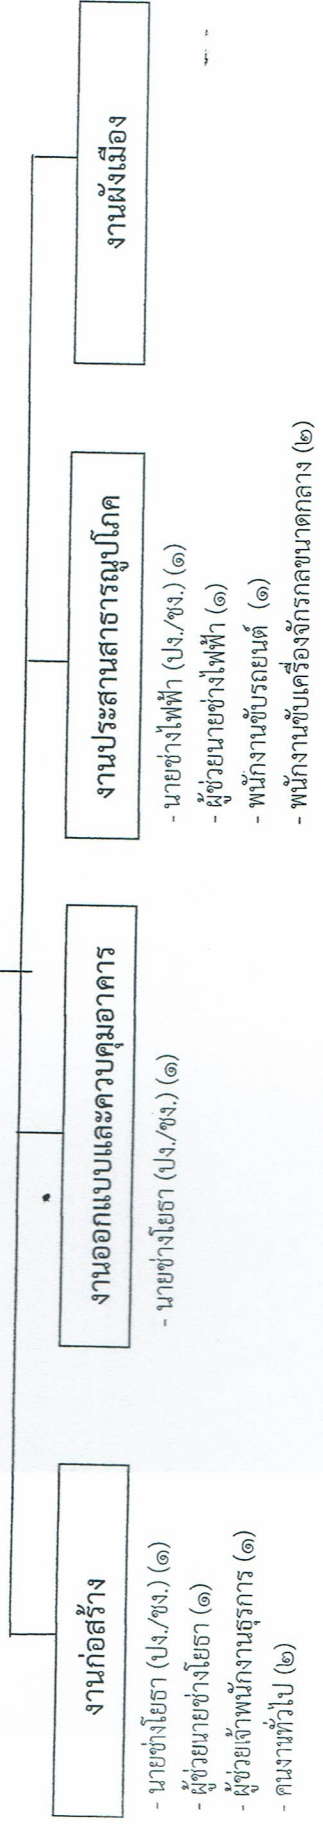 งานก่อสร้าง
- นายช่างโยธา (ปง./ชง.) (๑)
- ผู้ช่วยนายช่างโยธา (๑)
- ผู้ช่วยเจ้าพนักงานธุรการ (๑)
- คนงานทั่วไป (๒)
งานออกแบบและควบคุมอาคาร
- นายช่างโยธา (ปง./ชง.) (๑)
งานประสานสาธารณูปโภค
- นายช่างไฟฟ้า (ปง./ชง.) (๑)
- ผู้ช่วยนายช่างไฟฟ้า (๑)
- พนักงานขับรถยนต์ (๑)
- พนักงานขับเครื่องจักรกลขนาดกลาง (๒)
งานผังเมือง